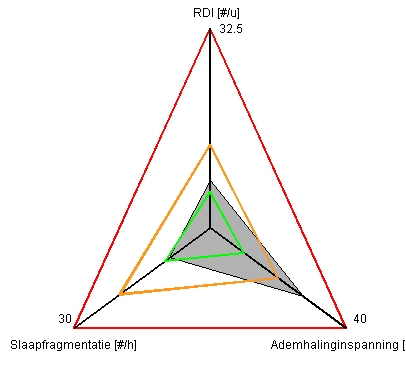 RDI [#/u]
32.5
30
40
Slaapfragmentatie [#/h]
Ademhalinginspanning [